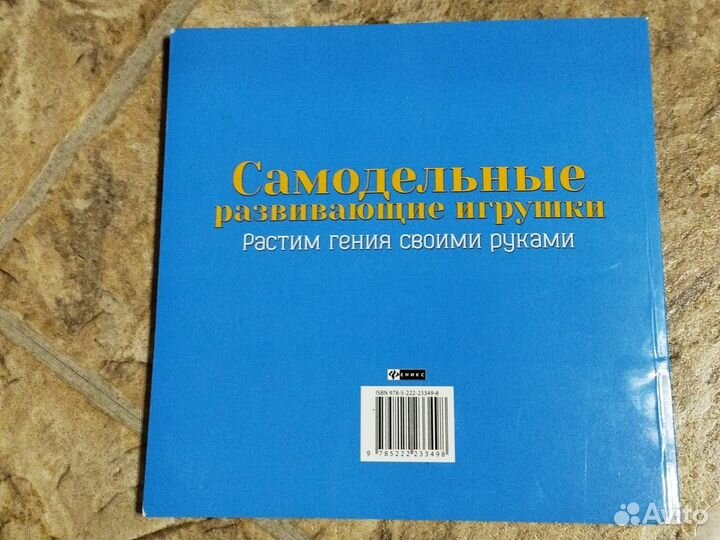 Самодельные
развивающие игрушки
Растим гения своими руками
Феникс
ISBN 978-5-222-23349-8
9 785222 233498
Avito